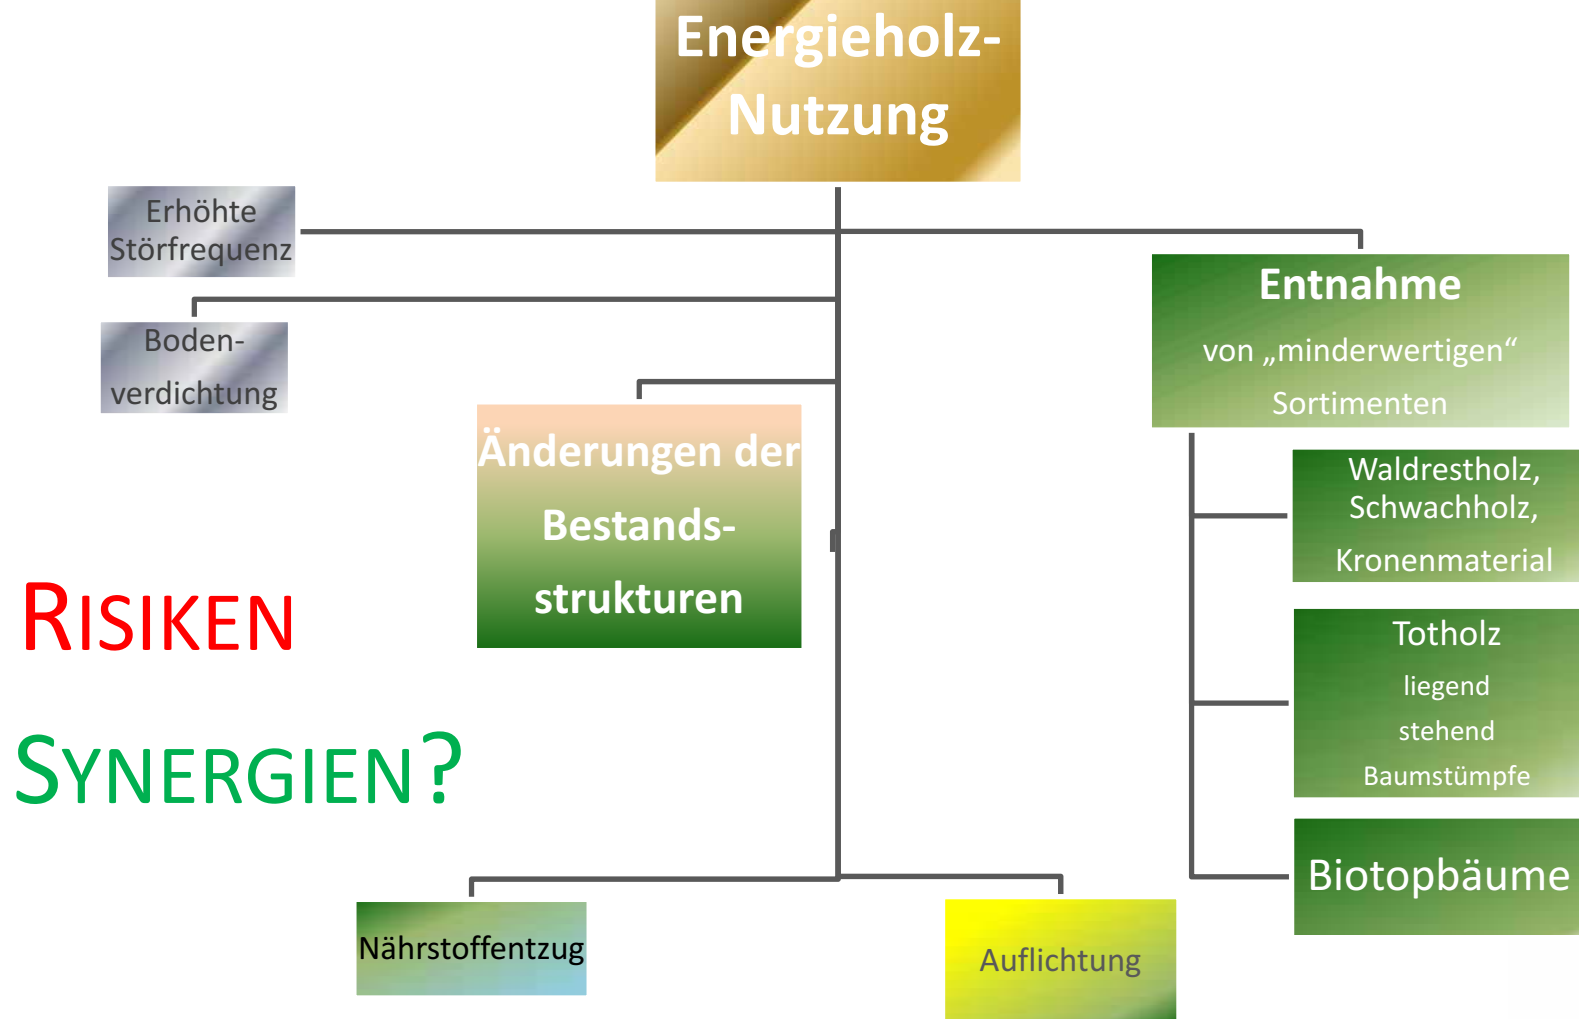 Energieholz-
Nutzung
Erhöhte
Störfrequenz
Boden-
verdichtung
Änderungen der
Bestands-
strukturen
Entnahme
von „minderwertigen“
Sortimenten
Waldrestholz,
Schwachholz,
Kronenmaterial
Totholz
liegend
stehend
Baumstümpfe
Biotopbäume
RISIKEN
SYNERGIEN?
Nährstoffentzug
Auflichtung